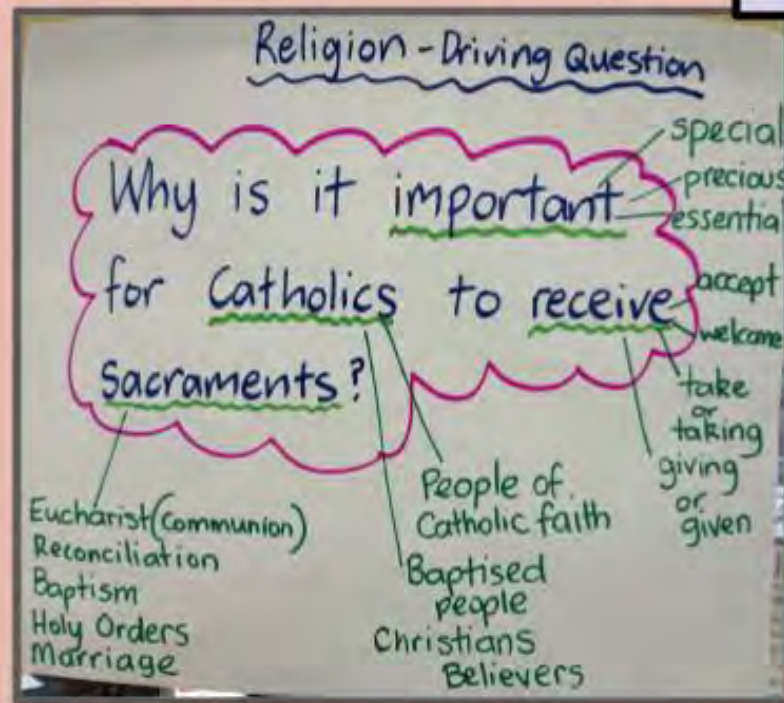 Religion - Driving Question
Why is it important
for Catholics to receive
Sacraments?
special
precious
essentia
accept
welcome
take
or
taking
giving
or
given
People of
Catholic faith
Baptised
people
Christians
Believers
Eucharist (Communion)
Reconciliation
Baptism
Holy Orders
Marriage